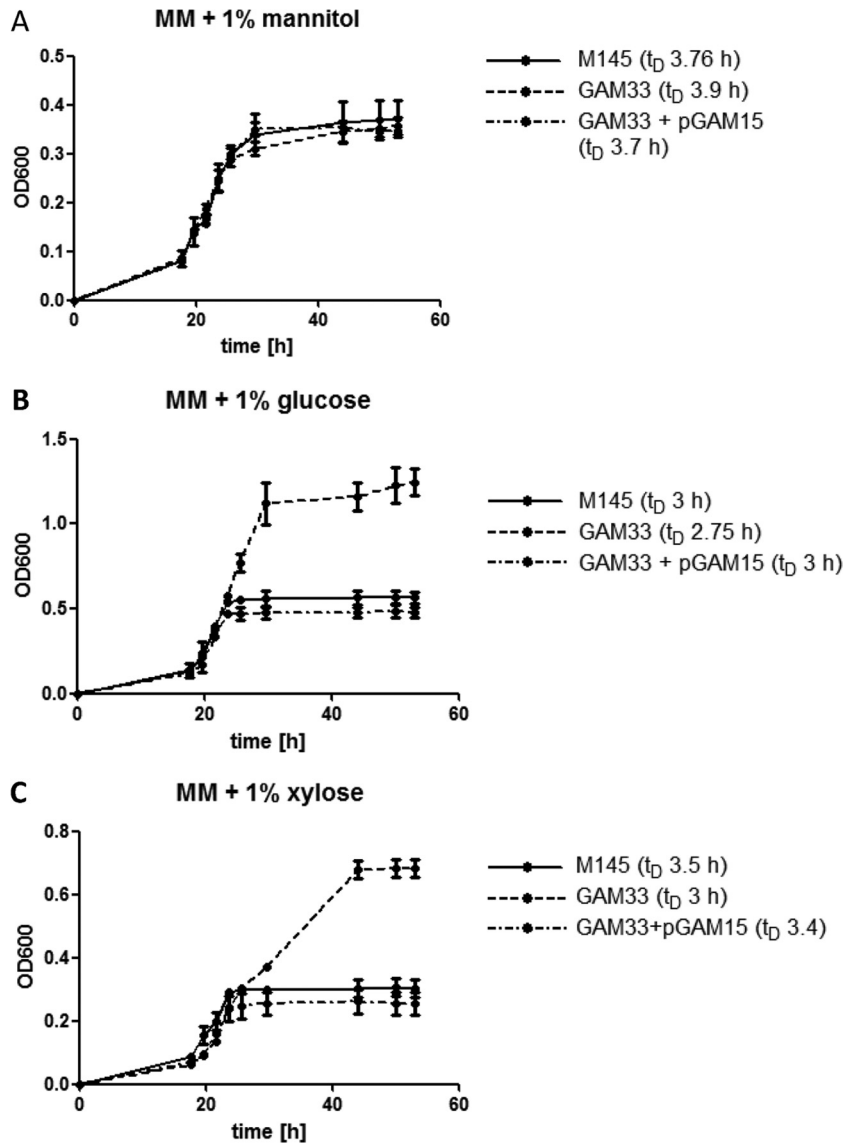 A
MM + 1% mannitol
0.5
0.4
0.3
0.2
0.1
0.0
OD600
0
20
40
60
time [h]
M145 (tD 3.76 h)
GAM33 (tD 3.9 h)
GAM33 + pGAM15
(tD 3.7 h)
B
MM + 1% glucose
1.5
1.0
0.5
0.0
OD600
0
20
40
60
time [h]
M145 (tD 3 h)
GAM33 (tD 2.75 h)
GAM33 + pGAM15 (tD 3 h)
C
MM + 1% xylose
0.8
0.6
0.4
0.2
0.0
OD600
0
20
40
60
time [h]
M145 (tD 3.5 h)
GAM33 (tD 3 h)
GAM33+pGAM15 (tD 3.4)